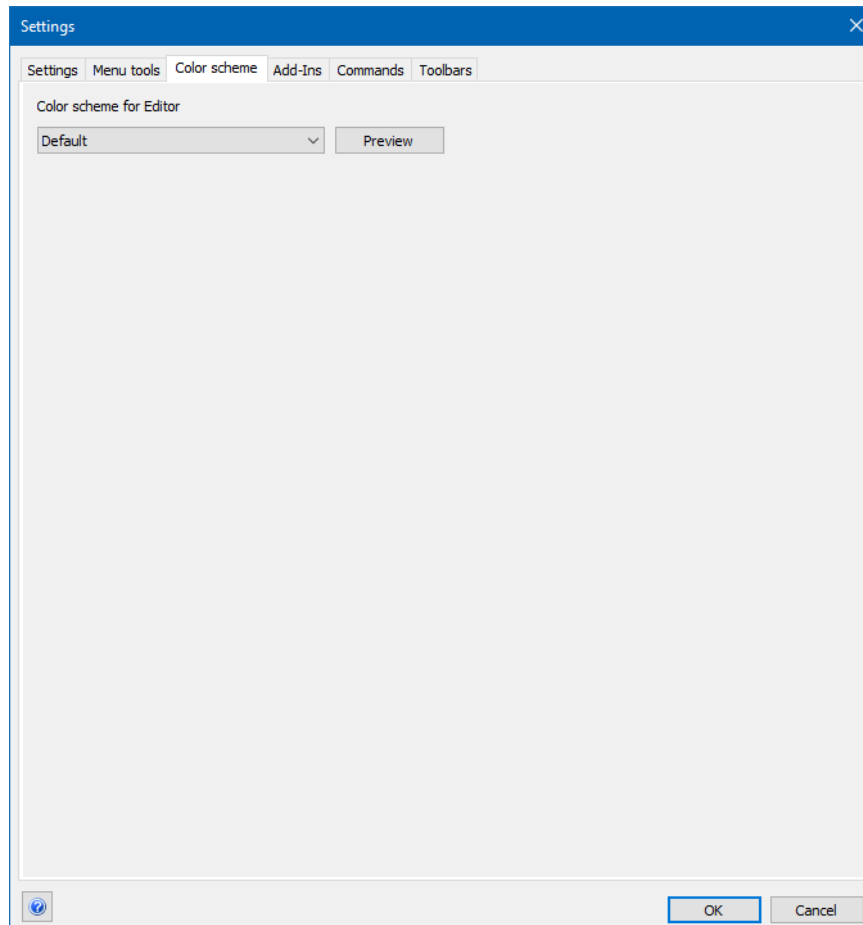 Settings
Settings Menu tools Color scheme Add-Ins Commands Toolbars
Color scheme for Editor
Default Preview
OK Cancel